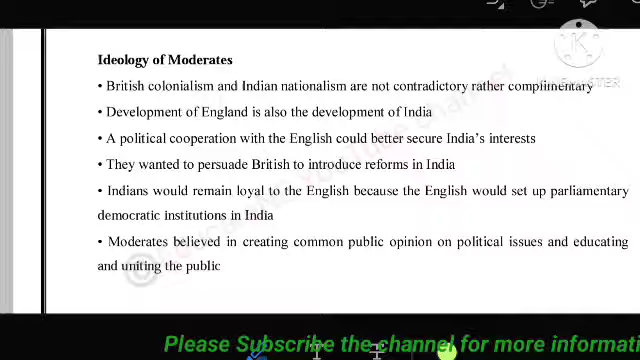 Ideology of Moderates
• British colonialism and Indian nationalism are not contradictory rather complimentary
• Development of England is also the development of India
• A political cooperation with the English could better secure India's interests
• They wanted to persuade British to introduce reforms in India
• Indians would remain loyal to the English because the English would set up parliamentary
democratic institutions in India
• Moderates believed in creating common public opinion on political issues and educating
and uniting the public
Please Subscribe the channel for more informat